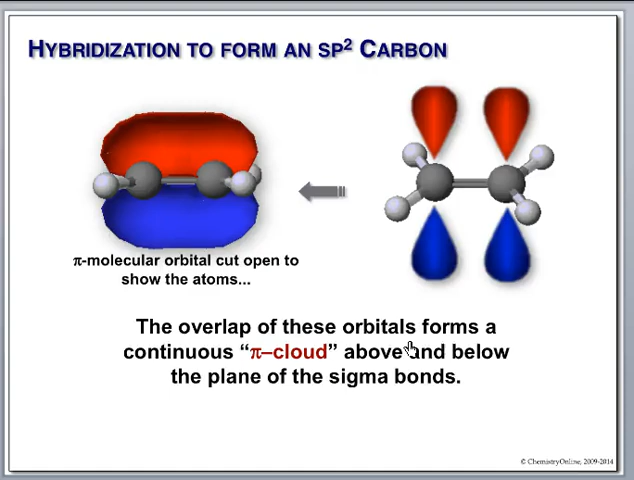 HYBRIDIZATION TO FORM AN SP² CARBON
π-molecular orbital cut open to
show the atoms...
The overlap of these orbitals forms a
continuous “π–cloud” above and below
the plane of the sigma bonds.
© ChemistryOnline, 2009-2014